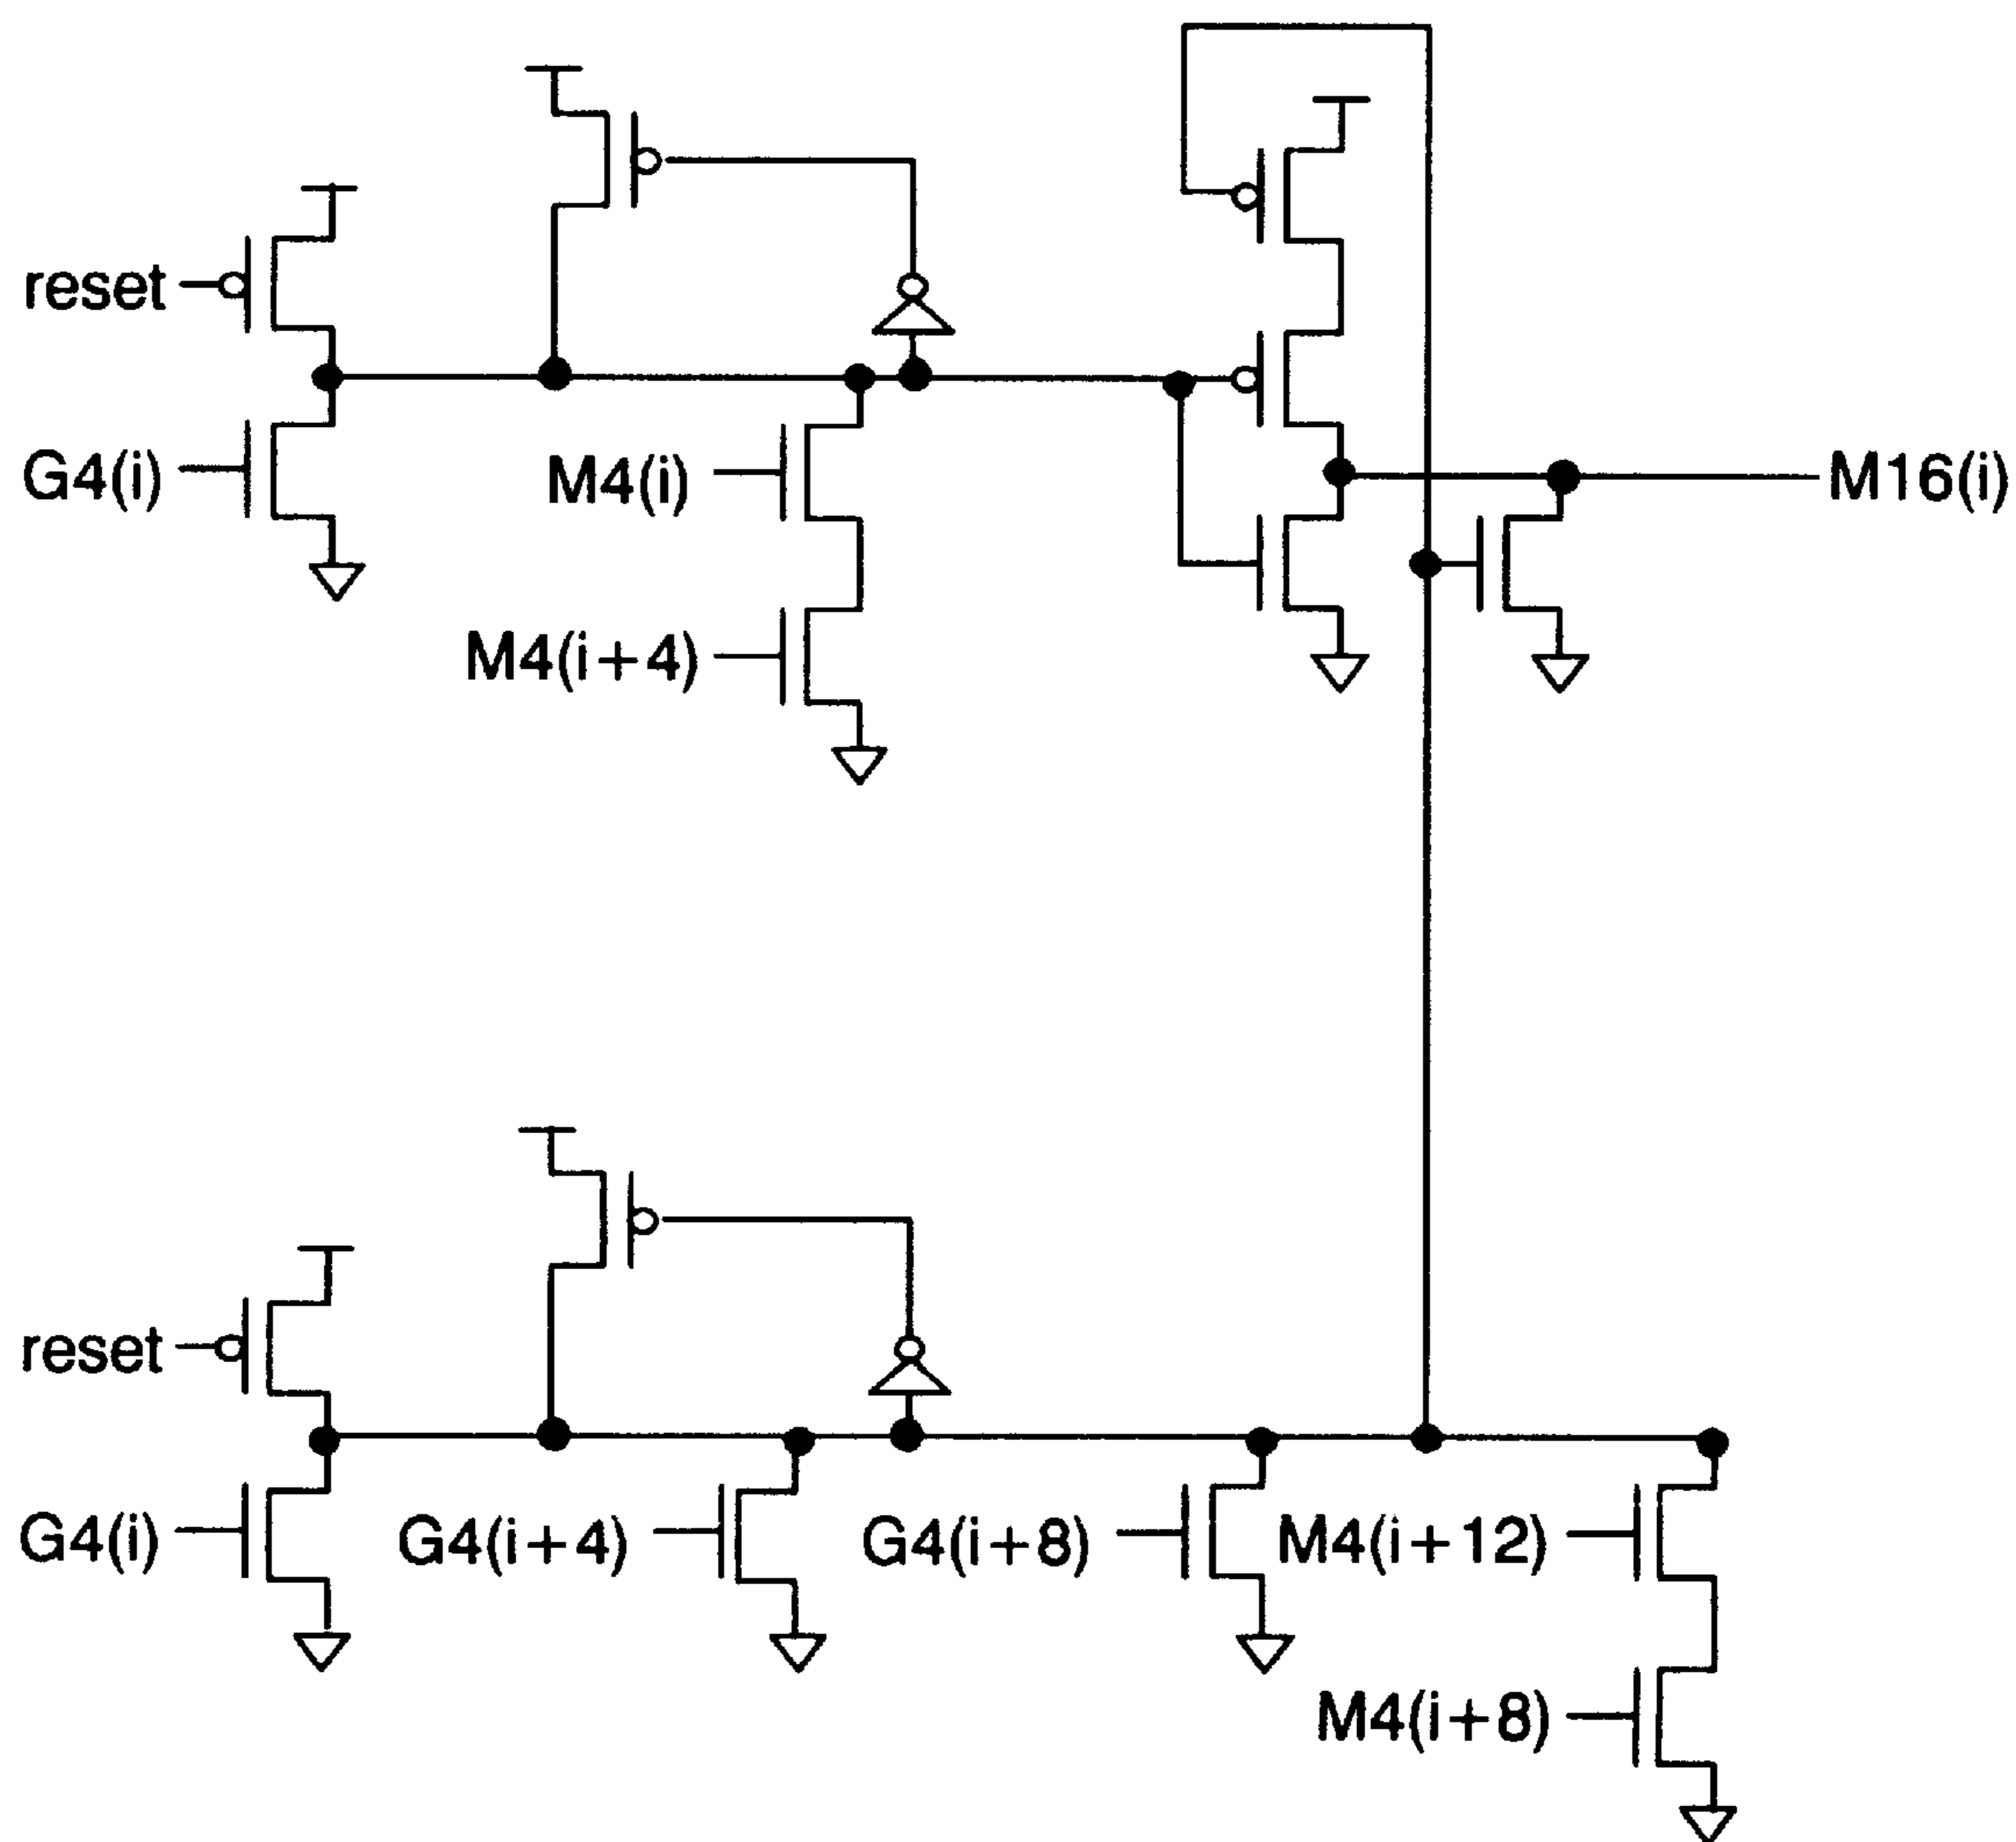 reset
G4(i)
M4(i)
M16(i)
M4(i+4)
reset
G4(i)
G4(i+4)
G4(i+8)
M4(i+12)
M4(i+8)